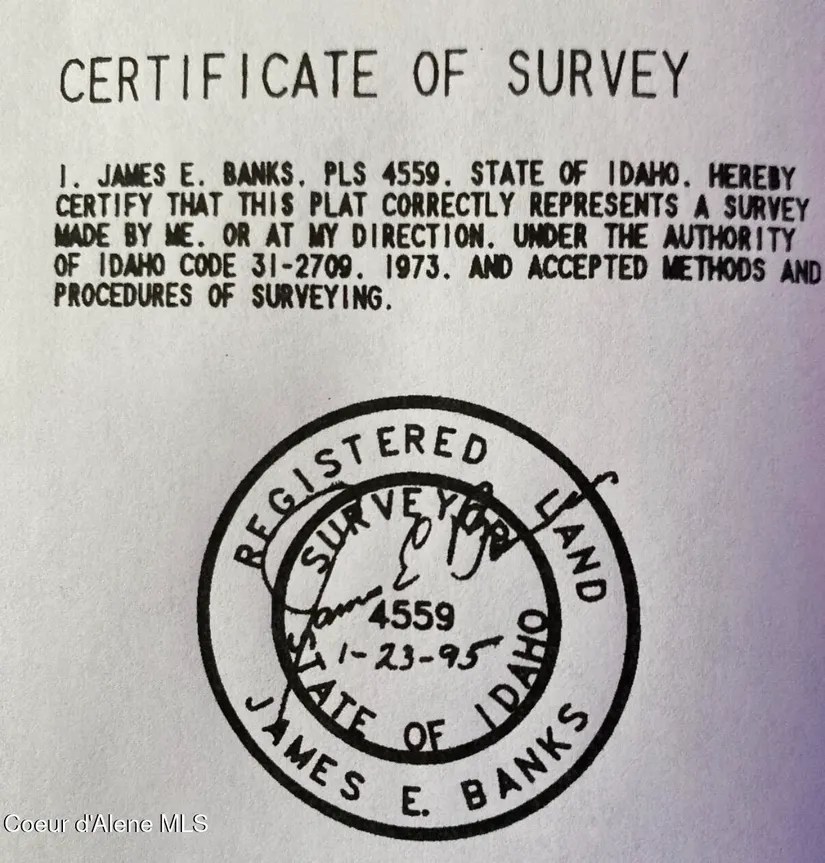 CERTIFICATE OF SURVEY
I. JAMES E. BANKS. PLS 4559. STATE OF IDAHO. HEREBY
CERTIFY THAT THIS PLAT CORRECTLY REPRESENTS A SURVEY
MADE BY ME. OR AT MY DIRECTION. UNDER THE AUTHORITY
OF IDAHO CODE 31-2709. 1973. AND ACCEPTED METHODS AND
PROCEDURES OF SURVEYING.
REGISTERED LAND
SURVEYOR
James E
4559
1-23-95
STATE OF IDAHO
JAMES E. BANKS
Coeur d'Alene MLS